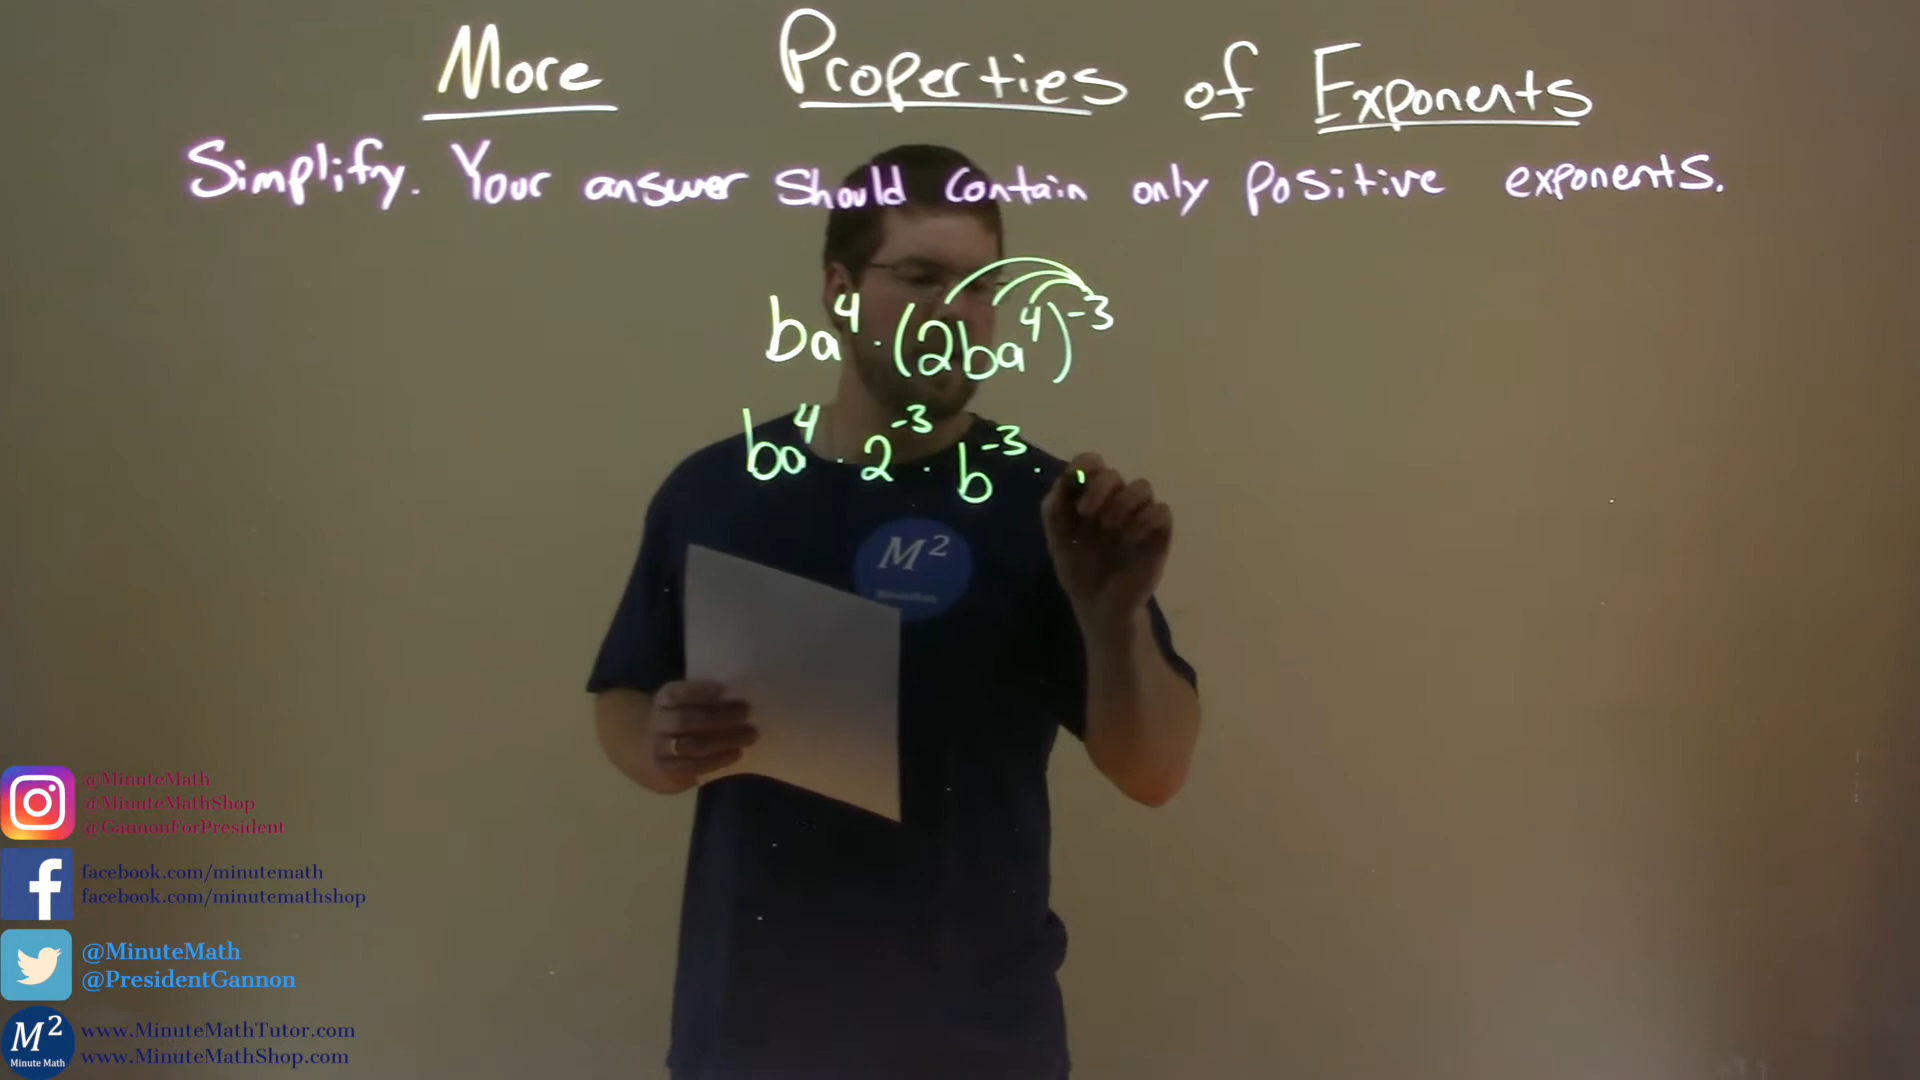 More Properties of Exponents
Simplify. Your answer should contain only positive exponents.
ba⁴ · (2ba⁴)⁻³
ba⁴ · 2⁻³ · b⁻³ ·
M²
@MinuteMath
@MinuteMathShop
@GannonForPresident
facebook.com/minutemath
facebook.com/minutemathshop
@MinuteMath
@PresidentGannon
M²
Minute Math
www.MinuteMathTutor.com
www.MinuteMathShop.com